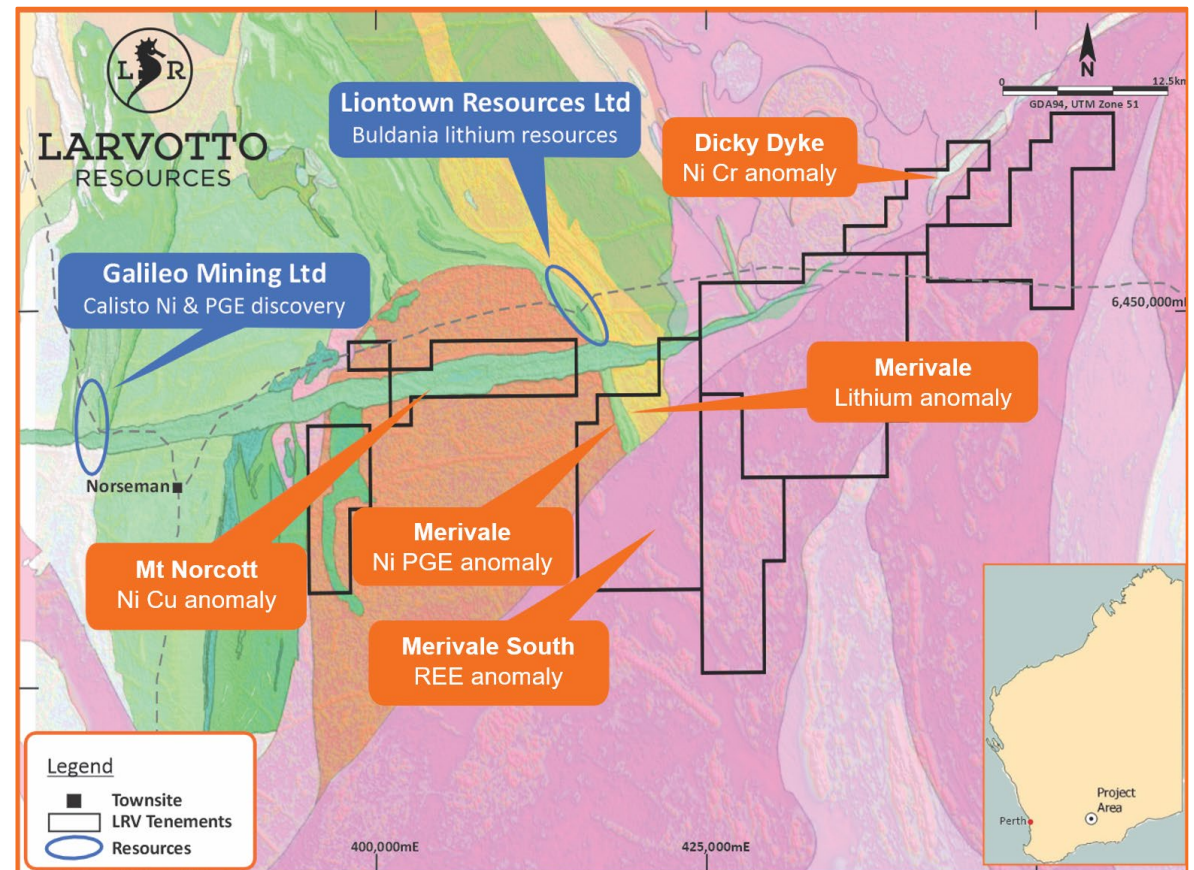 L R
LARVOTTO
RESOURCES
Liontown Resources Ltd
Buldania lithium resources
Dicky Dyke
Ni Cr anomaly
N
0
12.5km
GDA94, UTM Zone 51
Galileo Mining Ltd
Calisto Ni & PGE discovery
6,450,000mN
Merivale
Lithium anomaly
Norseman
Merivale
Ni PGE anomaly
Mt Norcott
Ni Cu anomaly
Merivale South
REE anomaly
Legend
Townsite
LRV Tenements
Resources
400,000mE
425,000mE
Project
Area
Perth